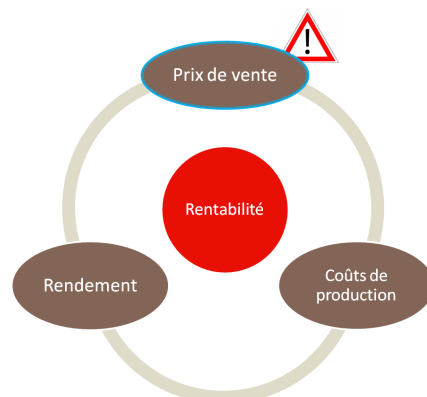 !
Prix de vente
Rentabilité
Rendement
Coûts de
production